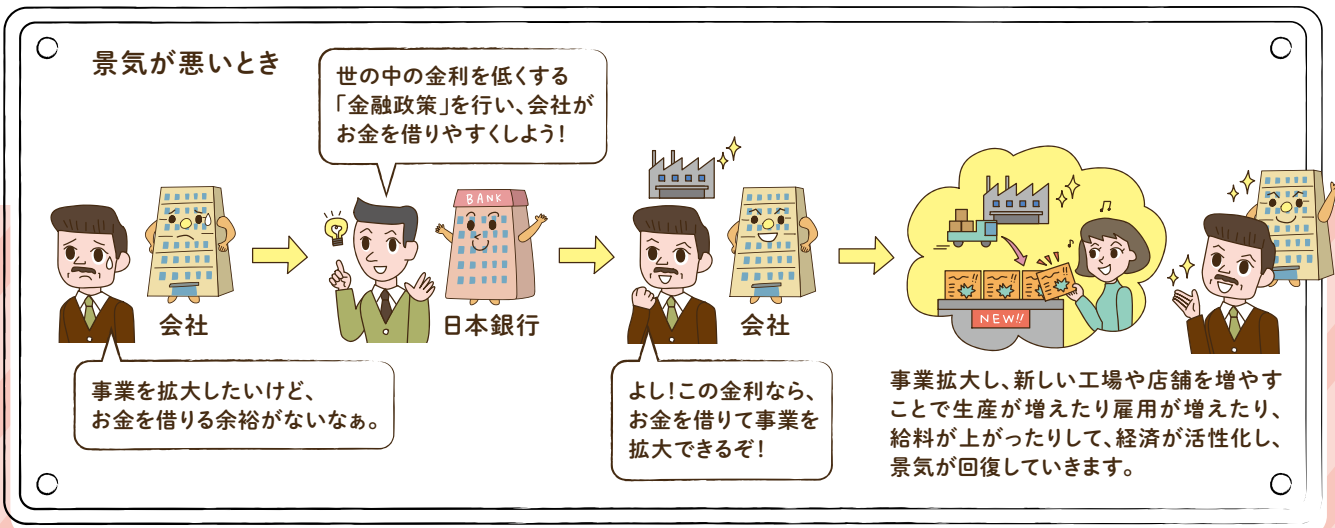 景気が悪いとき
世の中の金利を低くする
「金融政策」を行い、会社が
お金を借りやすくしよう!
BANK
会社
日本銀行
会社
NEW!!
事業を拡大したいけど、
お金を借りる余裕がないなぁ。
よし!この金利なら、
お金を借りて事業を
拡大できるぞ!
事業拡大し、新しい工場や店舗を増やす
ことで生産が増えたり雇用が増えたり、
給料が上がったりして、経済が活性化し、
景気が回復していきます。